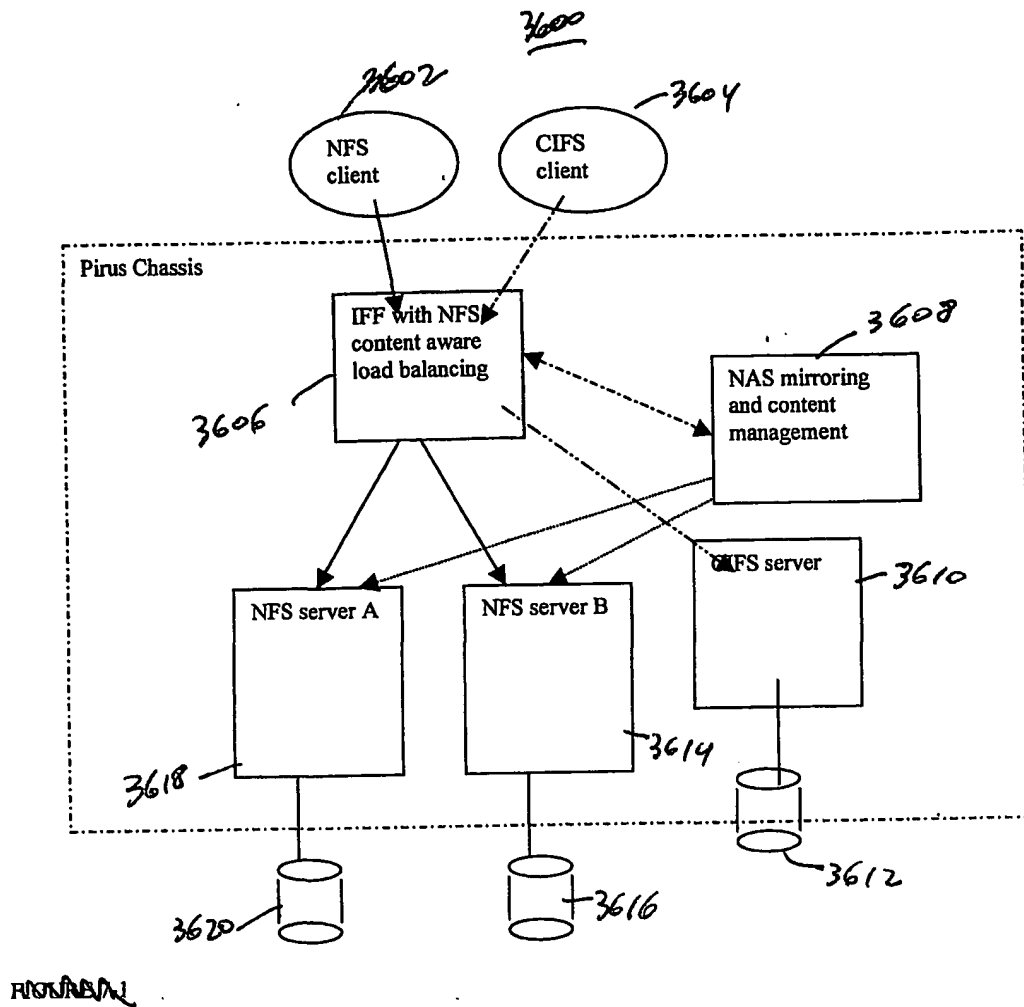 3600
3602
3604
NFS
client
CIFS
client
Pirus Chassis
IFF with NFS
content aware
load balancing
3606
3608
NAS mirroring
and content
management
CIFS server
3610
NFS server A
NFS server B
3618
3614
3612
3620
3616